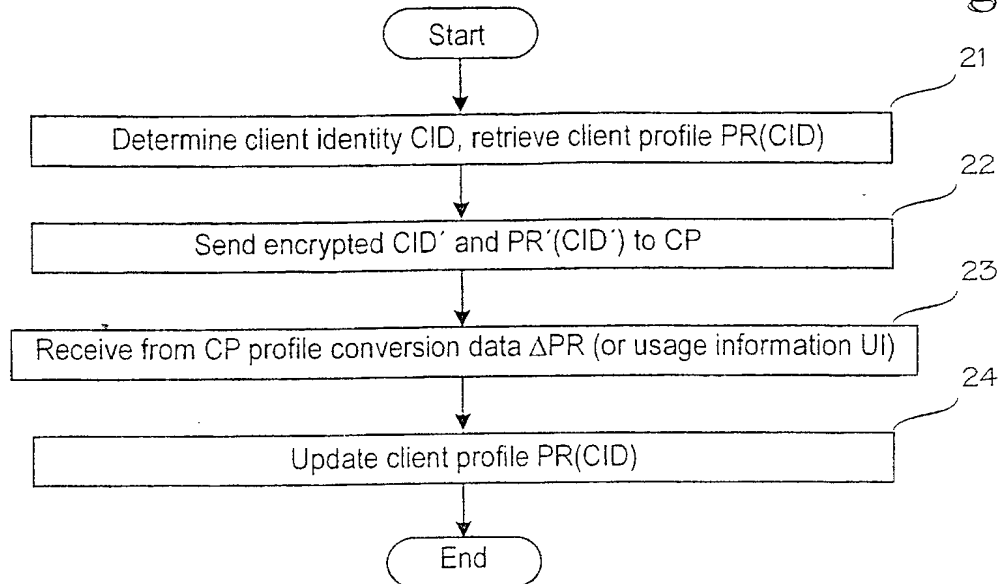 Start
21
Determine client identity CID, retrieve client profile PR(CID)
22
Send encrypted CID´ and PR´(CID´) to CP
23
Receive from CP profile conversion data ΔPR (or usage information UI)
24
Update client profile PR(CID)
End